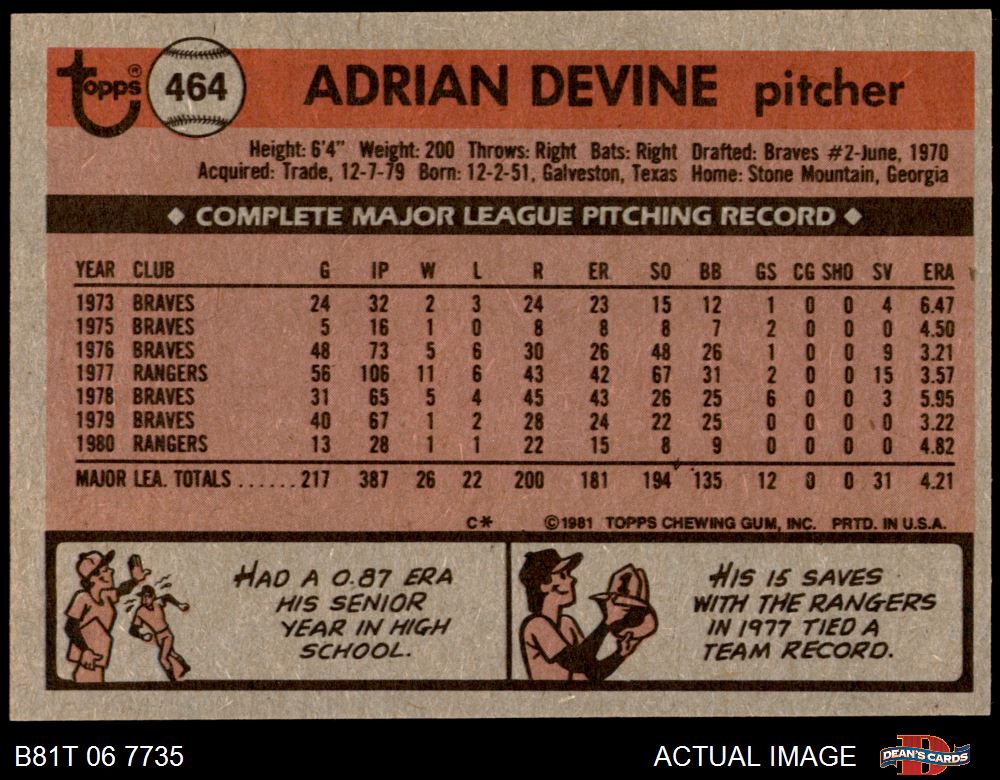 Topps® 464 ADRIAN DEVINE pitcher
Height: 6'4" Weight: 200 Throws: Right Bats: Right Drafted: Braves #2-June, 1970
Acquired: Trade, 12-7-79 Born: 12-2-51, Galveston, Texas Home: Stone Mountain, Georgia
◆ COMPLETE MAJOR LEAGUE PITCHING RECORD ◆
YEAR CLUB G IP W L R ER SO BB GS CG SHO SV ERA
1973 BRAVES 24 32 2 3 24 23 15 12 1 0 0 4 6.47
1975 BRAVES 5 16 1 0 8 8 8 7 2 0 0 0 4.50
1976 BRAVES 48 73 5 6 30 26 48 26 1 0 0 9 3.21
1977 RANGERS 56 106 11 6 43 42 67 31 2 0 0 15 3.57
1978 BRAVES 31 65 5 4 45 43 26 25 6 0 0 3 5.95
1979 BRAVES 40 67 1 2 28 24 22 25 0 0 0 0 3.22
1980 RANGERS 13 28 1 1 22 15 8 9 0 0 0 0 4.82
MAJOR LEA. TOTALS ......217 387 26 22 200 181 194 135 12 0 0 31 4.21
C* ©1981 TOPPS CHEWING GUM, INC. PRTD. IN U.S.A.
HAD A 0.87 ERA
HIS SENIOR
YEAR IN HIGH
SCHOOL.
1
HIS 15 SAVES
WITH THE RANGERS
IN 1977 TIED A
TEAM RECORD.
B81T 06 7735 ACTUAL IMAGE D DEAN'S CARDS